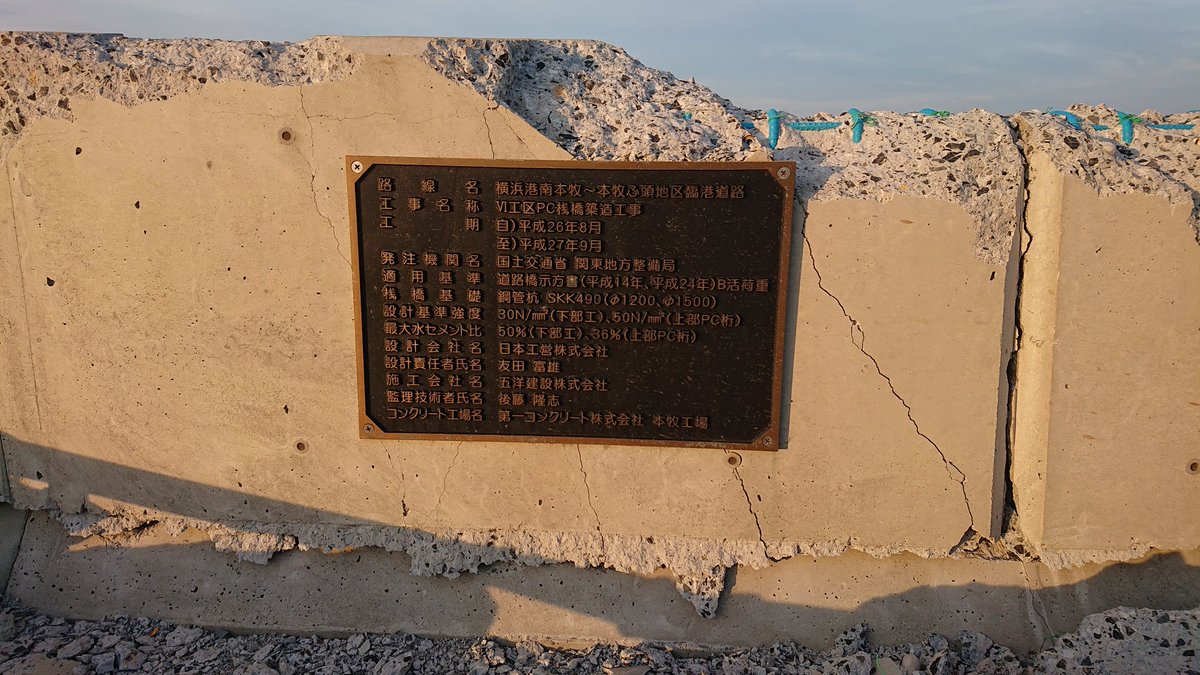 路線名 横浜港南本牧～本牧ふ頭地区臨港道路
工事名称 Ⅵ工区PC桟橋築造工事
工期 自)平成26年8月
至)平成27年9月
発注機関名 国土交通省 関東地方整備局
適用基準 道路橋示方書(平成14年、平成24年)B活荷重
桟橋基礎 鋼管杭 SKK490(φ1200、φ1500)
設計基準強度 30N/mm²(下部工)、50N/mm²(上部PC桁)
最大水セメント比 50%(下部工)、36%(上部PC桁)
設計会社名 日本工営株式会社
設計責任者氏名 友田 富雄
施工会社名 五洋建設株式会社
監理技術者氏名 後藤 隆志
コンクリート工場名 第一コンクリート株式会社 本牧工場